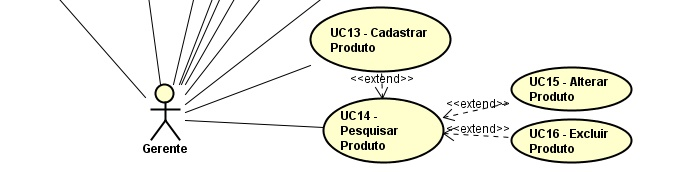 UC13 - Cadastrar
Produto
<<extend>>
UC15 - Alterar
Produto
<<extend>>
UC14 -
Pesquisar
Produto
<<extend>>
UC16 - Excluir
Produto
Gerente